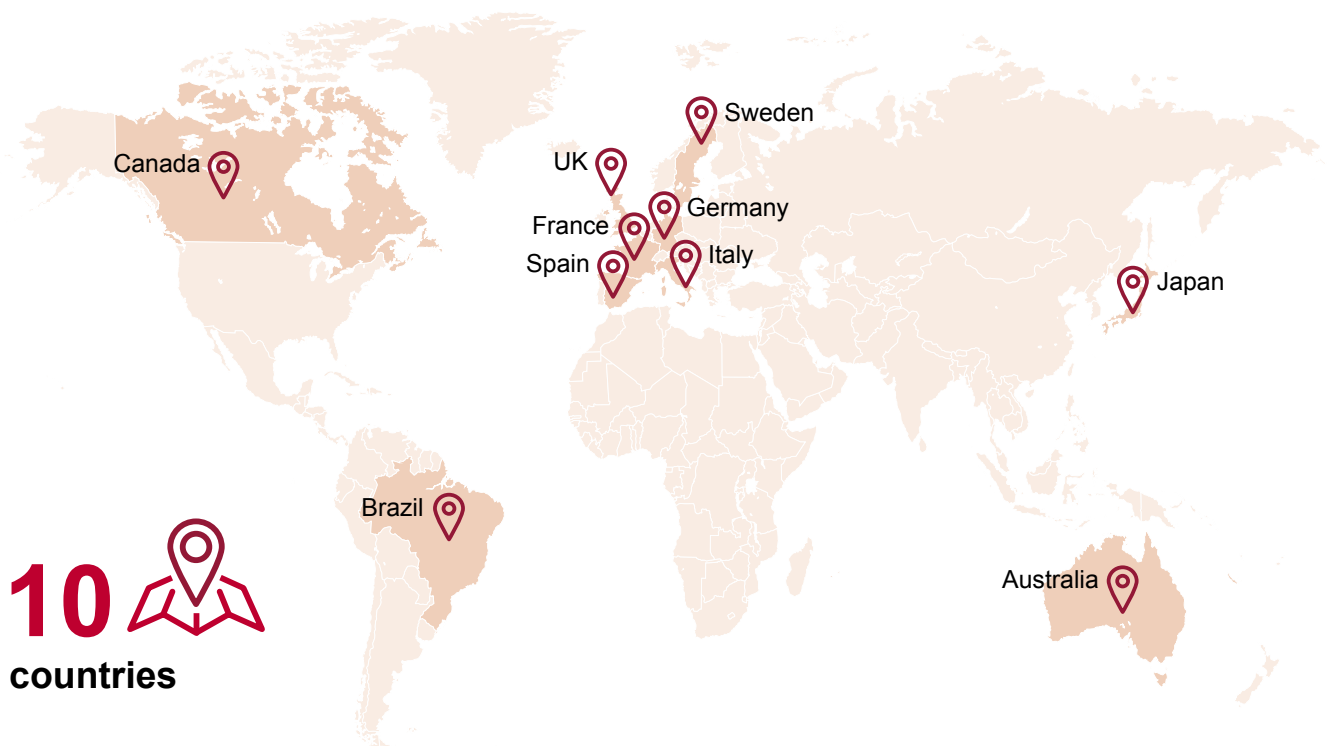 Sweden
Canada
UK
Germany
France
Italy
Spain
Japan
Brazil
Australia
10
countries